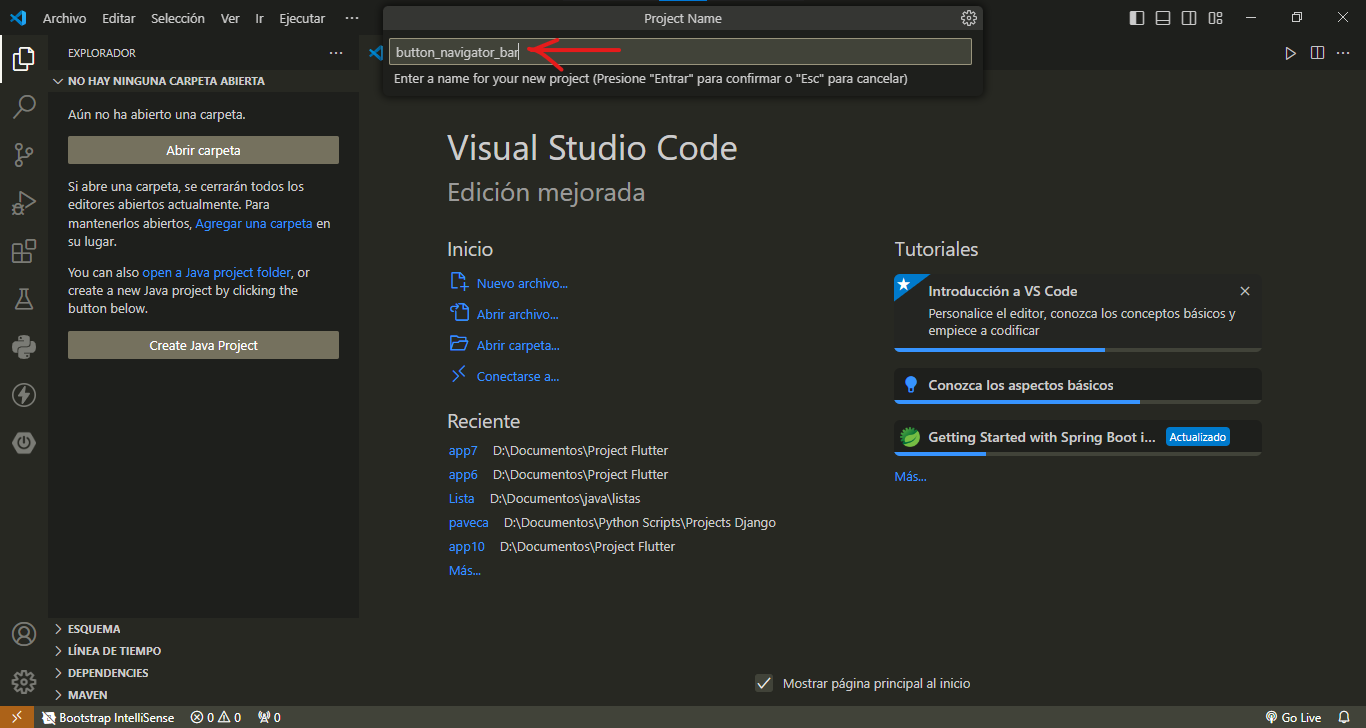 Archivo Editar Selección Ver Ir Ejecutar ···
Project Name
button_navigator_bar
Enter a name for your new project (Presione "Entrar" para confirmar o "Esc" para cancelar)
EXPLORADOR
NO HAY NINGUNA CARPETA ABIERTA
Aún no ha abierto una carpeta.
Abrir carpeta
Si abre una carpeta, se cerrarán todos los
editores abiertos actualmente. Para
mantenerlos abiertos, Agregar una carpeta en
su lugar.
You can also open a Java project folder, or
create a new Java project by clicking the
button below.
Create Java Project
ESQUEMA
LÍNEA DE TIEMPO
DEPENDENCIES
MAVEN
Visual Studio Code
Edición mejorada
Inicio
Nuevo archivo...
Abrir archivo...
Abrir carpeta...
Conectarse a...
Reciente
app7 D:\Documentos\Project Flutter
app6 D:\Documentos\Project Flutter
Lista D:\Documentos\java\listas
paveca D:\Documentos\Python Scripts\Projects Django
app10 D:\Documentos\Project Flutter
Más...
Tutoriales
Introducción a VS Code
Personalice el editor, conozca los conceptos básicos y
empiece a codificar
Conozca los aspectos básicos
Getting Started with Spring Boot i... Actualizado
Más...
Mostrar página principal al inicio
Bootstrap IntelliSense 0 0 0 Go Live